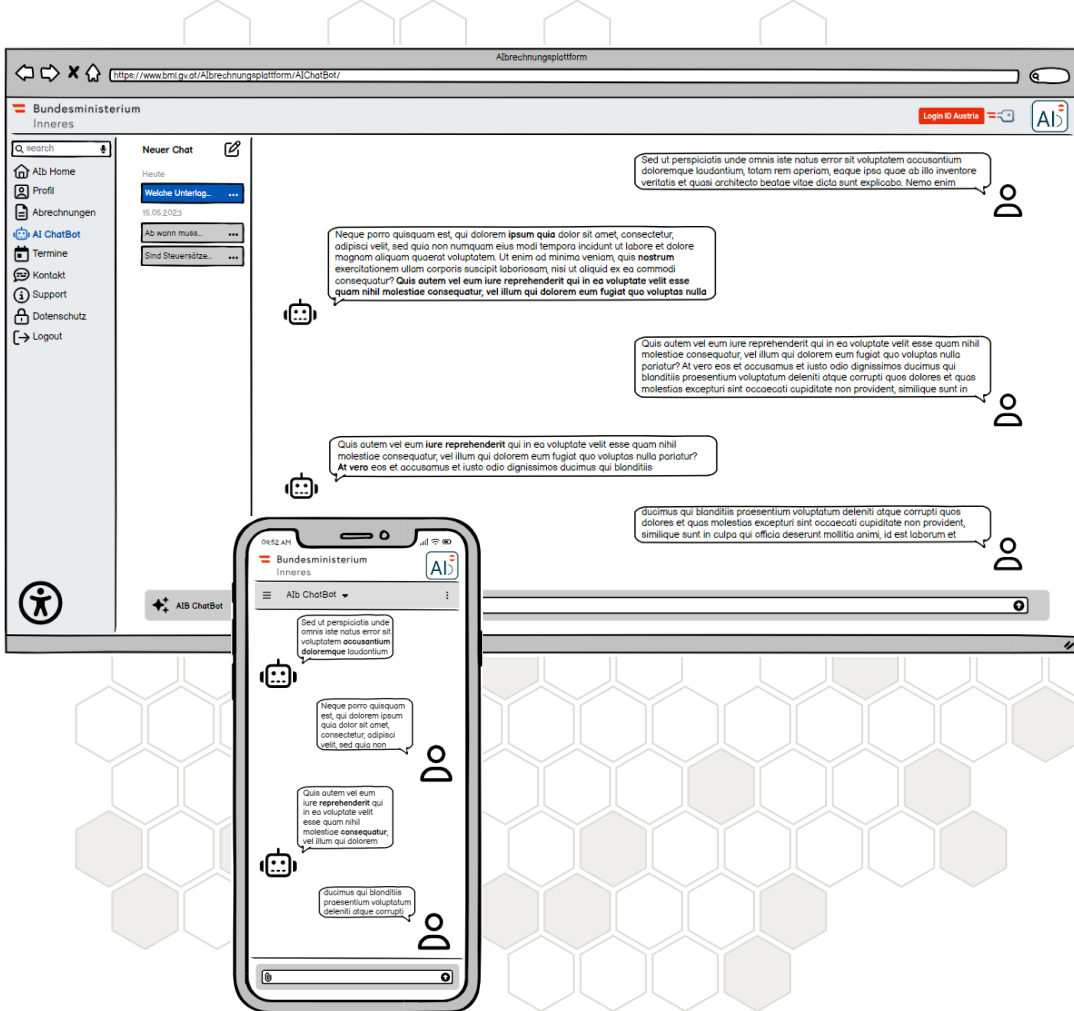 AIbrechnungsplattform
https://www.bmi.gv.at/AIbrechnungsplattform/AIChatBot/
Bundesministerium
Inneres
Login ID Austria
AIb
search
AIb Home
Profil
Abrechnungen
AI ChatBot
Termine
Kontakt
Support
Datenschutz
Logout
Neuer Chat
Heute
Welche Unterlag...
15.05.2023
Ab wann muss...
Sind Steuersätze...
Sed ut perspiciatis unde omnis iste natus error sit voluptatem accusantium
doloremque laudantium, totam rem aperiam, eaque ipsa quae ab illo inventore
veritatis et quasi architecto beatae vitae dicta sunt explicabo. Nemo enim
Neque porro quisquam est, qui dolorem ipsum quia dolor sit amet, consectetur,
adipisci velit, sed quia non numquam eius modi tempora incidunt ut labore et dolore
magnam aliquam quaerat voluptatem. Ut enim ad minima veniam, quis nostrum
exercitationem ullam corporis suscipit laboriosam, nisi ut aliquid ex ea commodi
consequatur? Quis autem vel eum iure reprehenderit qui in ea voluptate velit esse
quam nihil molestiae consequatur, vel illum qui dolorem eum fugiat quo voluptas nulla
Quis autem vel eum iure reprehenderit qui in ea voluptate velit esse quam nihil
molestiae consequatur, vel illum qui dolorem eum fugiat quo voluptas nulla
pariatur? At vero eos et accusamus et iusto odio dignissimos ducimus qui
blanditiis praesentium voluptatum deleniti atque corrupti quos dolores et quas
molestias excepturi sint occaecati cupiditate non provident, similique sunt in
Quis autem vel eum iure reprehenderit qui in ea voluptate velit esse quam nihil
molestiae consequatur, vel illum qui dolorem eum fugiat quo voluptas nulla pariatur?
At vero eos et accusamus et iusto odio dignissimos ducimus qui blanditiis
ducimus qui blanditiis praesentium voluptatum deleniti atque corrupti quos
dolores et quas molestias excepturi sint occaecati cupiditate non provident,
similique sunt in culpa qui officia deserunt mollitia animi, id est laborum et
AIB ChatBot
09:52 AM
Bundesministerium
Inneres
AIb
AIb ChatBot
Sed ut perspiciatis unde
omnis iste natus error sit
voluptatem accusantium
doloremque laudantium
Neque porro quisquam
est, qui dolorem ipsum
quia dolor sit amet,
consectetur, adipisci
velit, sed quia non
Quis autem vel eum
iure reprehenderit qui
in ea voluptate velit
esse quam nihil
molestiae consequatur,
vel illum qui dolorem
ducimus qui blanditiis
praesentium voluptatum
deleniti atque corrupti